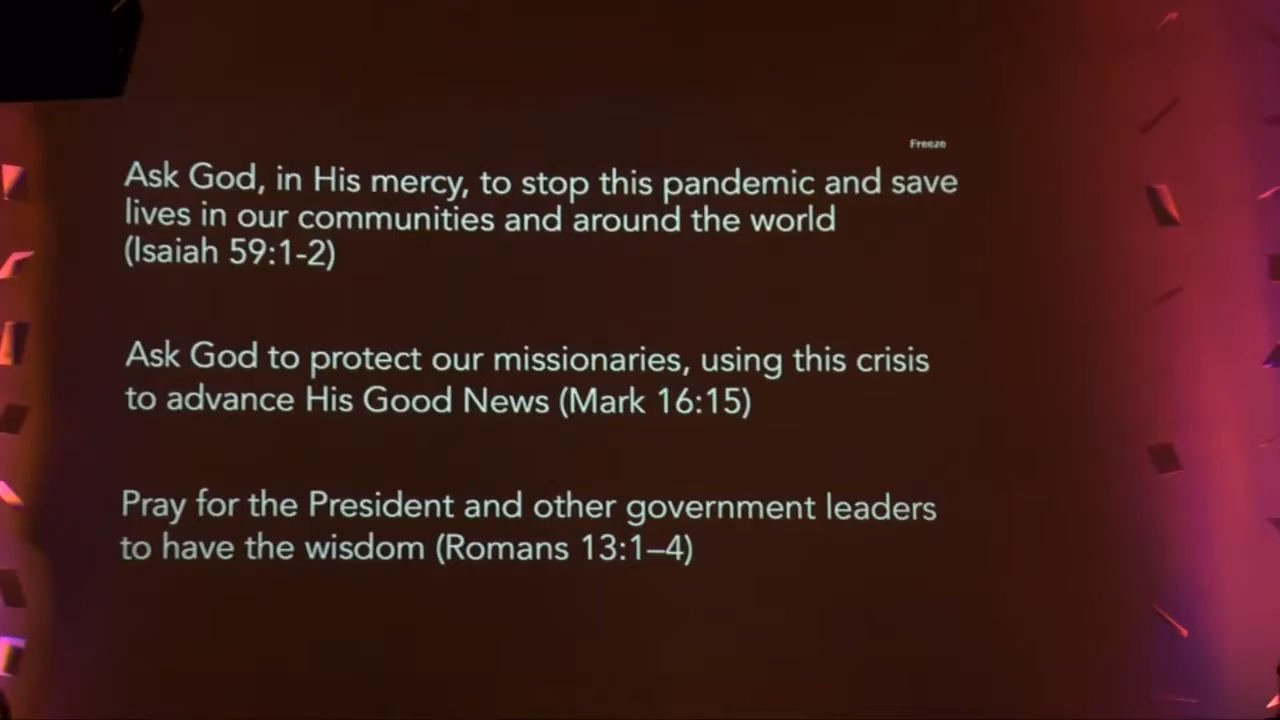 Freeze
Ask God, in His mercy, to stop this pandemic and save
lives in our communities and around the world
(Isaiah 59:1-2)
Ask God to protect our missionaries, using this crisis
to advance His Good News (Mark 16:15)
Pray for the President and other government leaders
to have the wisdom (Romans 13:1–4)